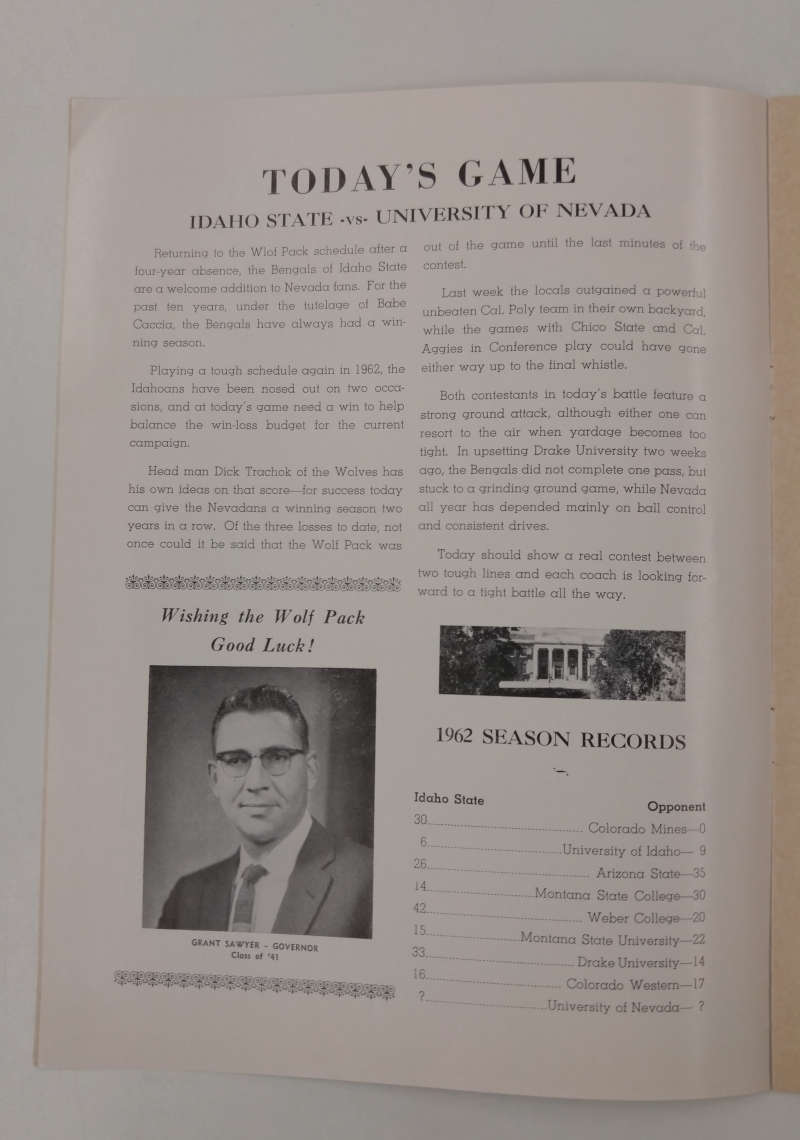 TODAY'S GAME
IDAHO STATE -vs- UNIVERSITY OF NEVADA
Returning to the Wlof Pack schedule after a
four-year absence, the Bengals of Idaho State
are a welcome addition to Nevada fans. For the
past ten years, under the tutelage of Babe
Caccia, the Bengals have always had a win-
ning season.
Playing a tough schedule again in 1962, the
Idahoans have been nosed out on two occa-
sions, and at today's game need a win to help
balance the win-loss budget for the current
campaign.
Head man Dick Trachok of the Wolves has
his own ideas on that score—for success today
can give the Nevadans a winning season two
years in a row. Of the three losses to date, not
once could it be said that the Wolf Pack was
out of the game until the last minutes of the
contest.
Last week the locals outgained a powerful
unbeaten Cal. Poly team in their own backyard,
while the games with Chico State and Cal.
Aggies in Conference play could have gone
either way up to the final whistle.
Both contestants in today's battle feature a
strong ground attack, although either one can
resort to the air when yardage becomes too
tight. In upsetting Drake University two weeks
ago, the Bengals did not complete one pass, but
stuck to a grinding ground game, while Nevada
all year has depended mainly on ball control
and consistent drives.
Today should show a real contest between
two tough lines and each coach is looking for-
ward to a tight battle all the way.
Wishing the Wolf Pack
Good Luck!
GRANT SAWYER - GOVERNOR
Class of '41
1962 SEASON RECORDS
Idaho State Opponent
30 Colorado Mines—0
6 University of Idaho— 9
26 Arizona State—35
14 Montana State College—30
42 Weber College—20
15 Montana State University—22
33 Drake University—14
16 Colorado Western—17
? University of Nevada— ?